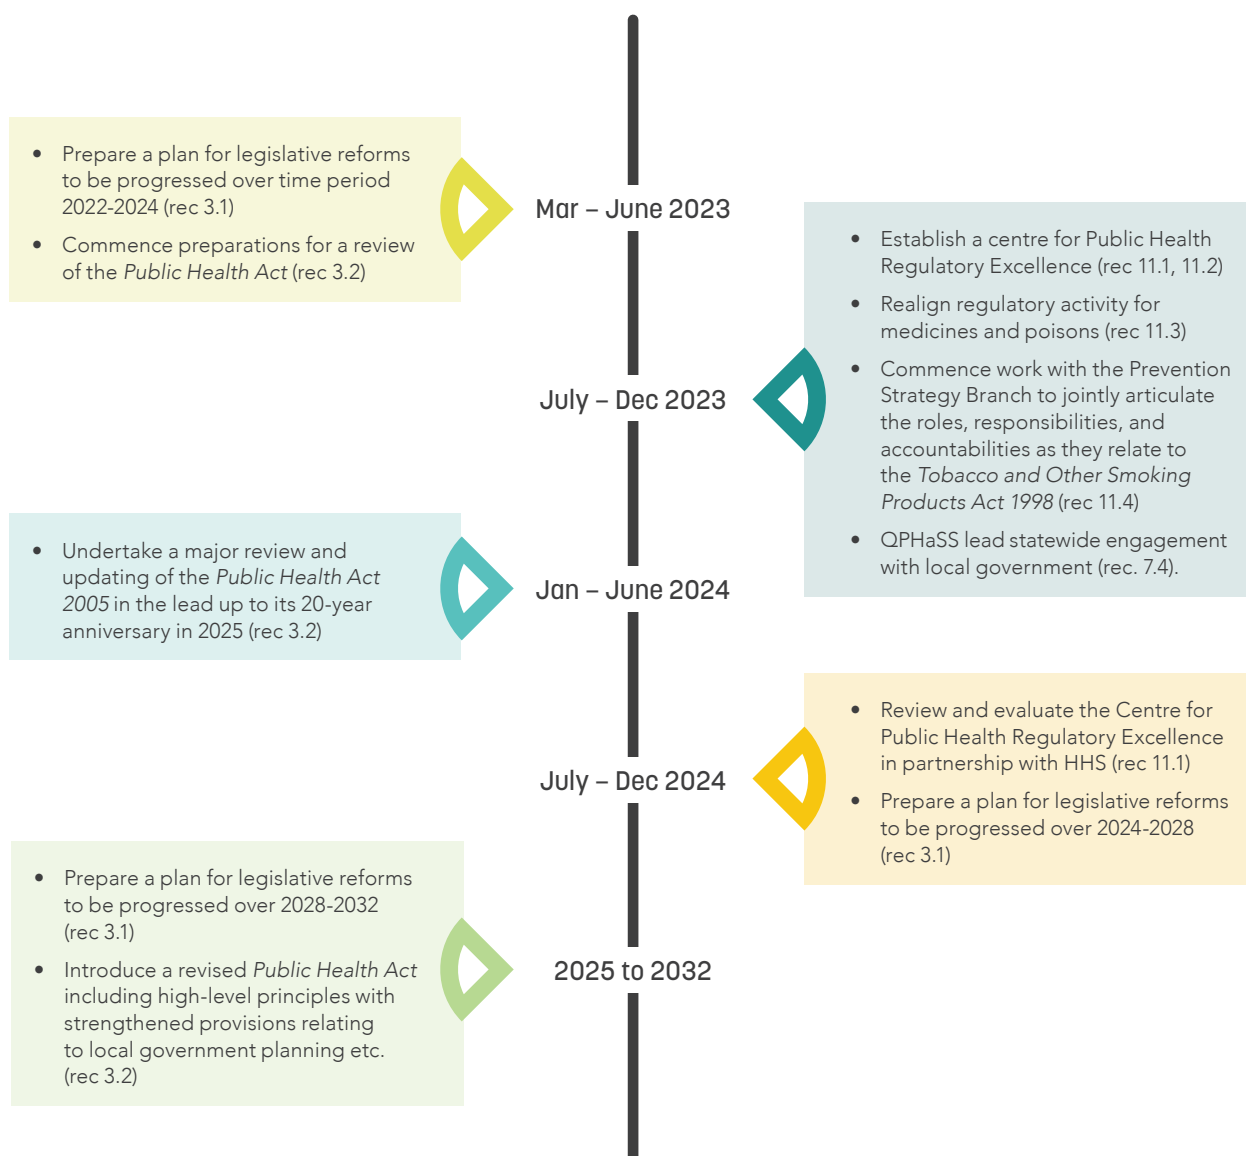 • Prepare a plan for legislative reforms
to be progressed over time period
2022-2024 (rec 3.1)
• Commence preparations for a review
of the Public Health Act (rec 3.2)
Mar – June 2023
• Establish a centre for Public Health
Regulatory Excellence (rec 11.1, 11.2)
• Realign regulatory activity for
medicines and poisons (rec 11.3)
• Commence work with the Prevention
Strategy Branch to jointly articulate
the roles, responsibilities, and
accountabilities as they relate to
the Tobacco and Other Smoking
Products Act 1998 (rec 11.4)
• QPHaSS lead statewide engagement
with local government (rec. 7.4).
July – Dec 2023
• Undertake a major review and
updating of the Public Health Act
2005 in the lead up to its 20-year
anniversary in 2025 (rec 3.2)
Jan – June 2024
• Review and evaluate the Centre for
Public Health Regulatory Excellence
in partnership with HHS (rec 11.1)
• Prepare a plan for legislative reforms
to be progressed over 2024-2028
(rec 3.1)
July – Dec 2024
• Prepare a plan for legislative reforms
to be progressed over 2028-2032
(rec 3.1)
• Introduce a revised Public Health Act
including high-level principles with
strengthened provisions relating
to local government planning etc.
(rec 3.2)
2025 to 2032